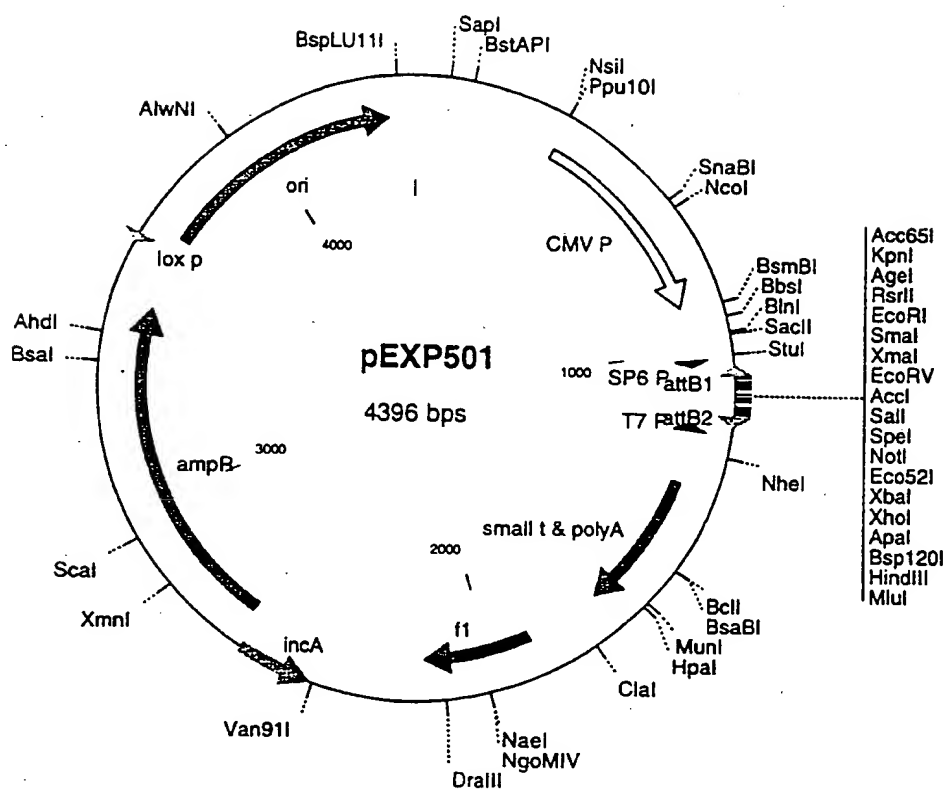 BspLU11I
SapI
BstAPI
NsiI
Ppu10I
AlwNI
SnaBI
NcoI
ori
4000
lox p
CMV P
BsmBI
BbsI
BlnI
SacII
StuI
AhdI
BsaI
pEXP501
4396 bps
1000
SP6 P
attB1
T7 P
attB2
Acc65I
KpnI
AgeI
RsrII
EcoRI
SmaI
XmaI
EcoRV
AccI
SalI
SpeI
NotI
Eco52I
XbaI
XhoI
ApaI
Bsp120I
HindIII
MluI
NheI
3000
ampR
small t & polyA
2000
ScaI
XmnI
BclI
BsaBI
MunI
HpaI
ClaI
f1
incA
Van91I
NaeI
NgoMIV
DraIII